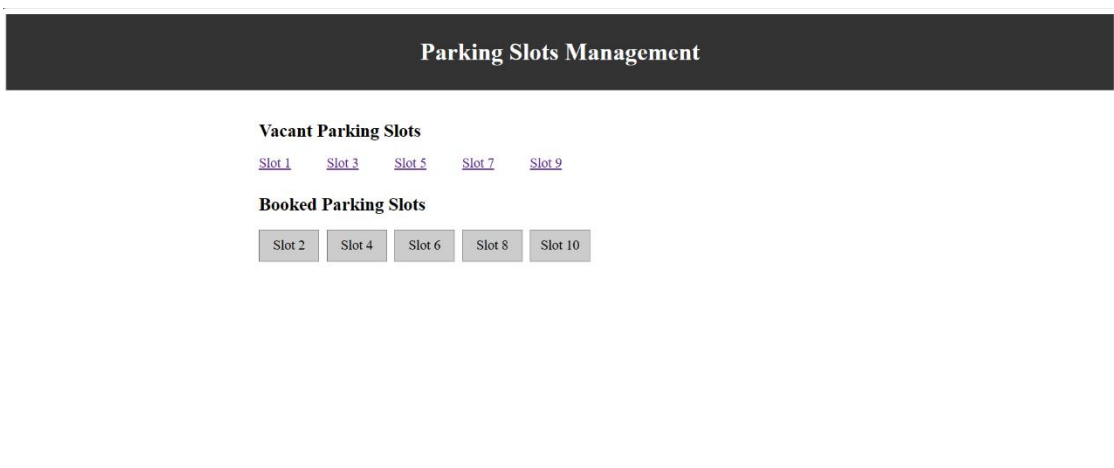 Parking Slots Management
Vacant Parking Slots
Slot 1 Slot 3 Slot 5 Slot 7 Slot 9
Booked Parking Slots
Slot 2 Slot 4 Slot 6 Slot 8 Slot 10